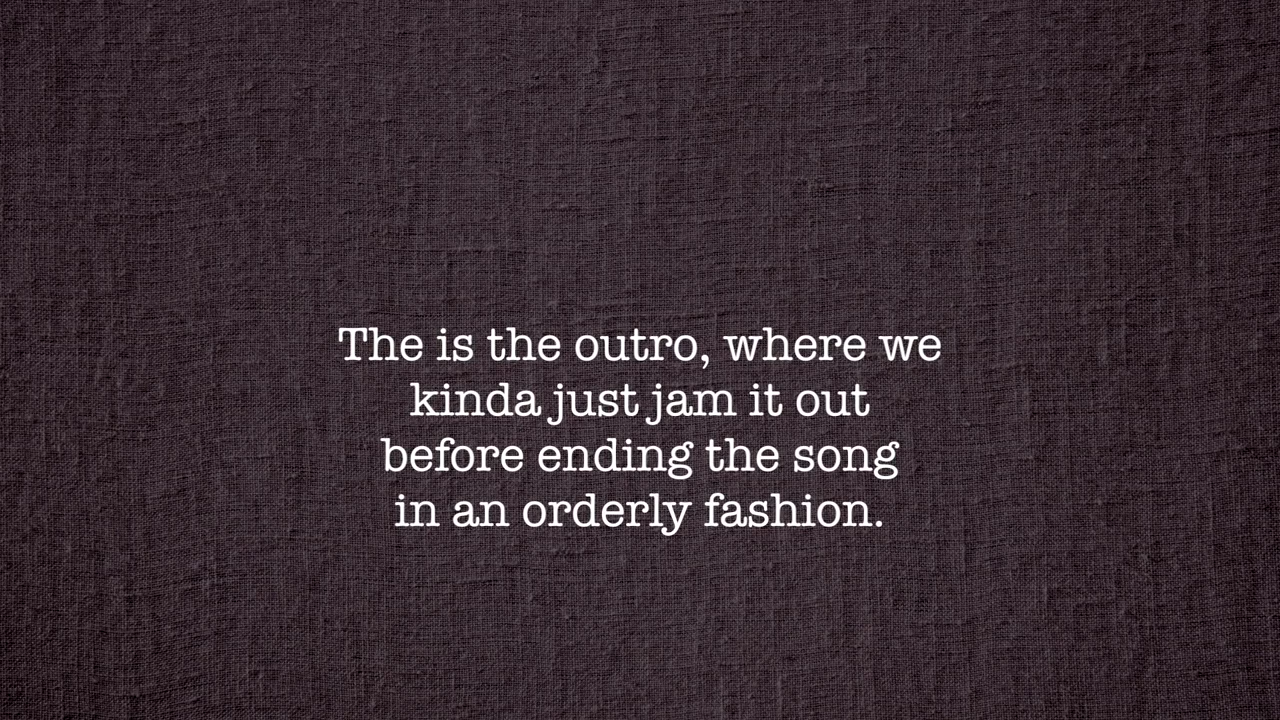 The is the outro, where we
kinda just jam it out
before ending the song
in an orderly fashion.